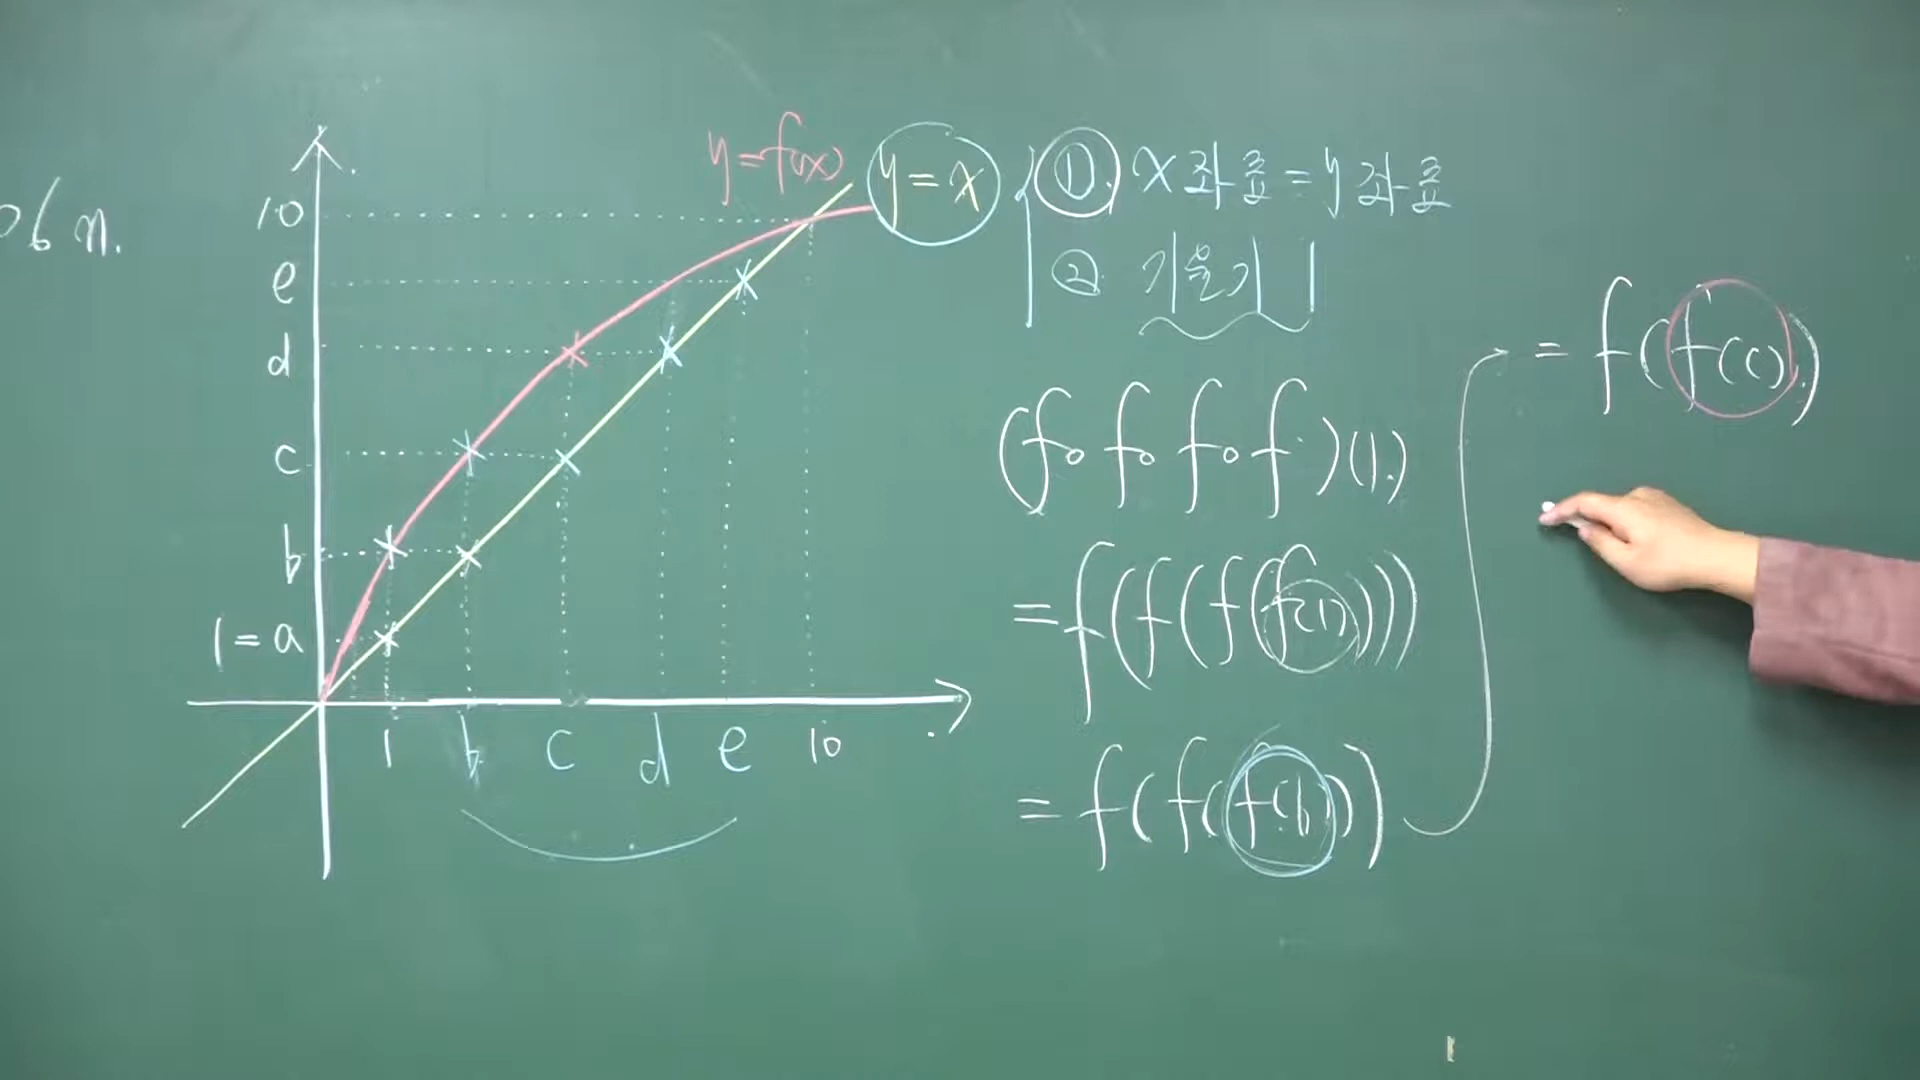 06 n.
y=f(x)
y=x
① x좌표=y좌표
② 기울기 1
10
e
d
c
b
1=a
1 b c d e 10
(f∘f∘f∘f)(1)
=f(f(f(f(1))))
=f(f(f(b)))
=f(f(c))